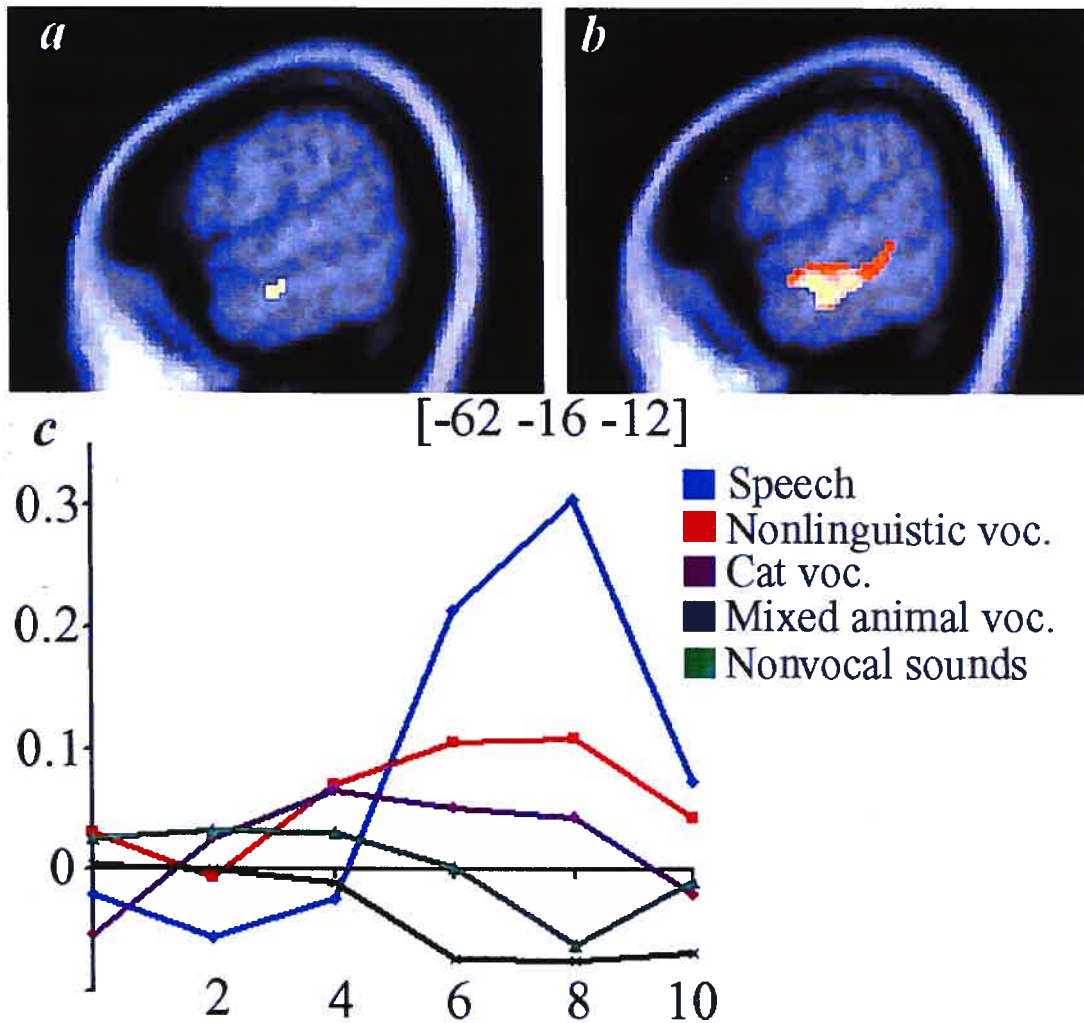 a
b
[-62 -16 -12]
c
0.3
0.2
0.1
0
2
4
6
8
10
Speech
Nonlinguistic voc.
Cat voc.
Mixed animal voc.
Nonvocal sounds